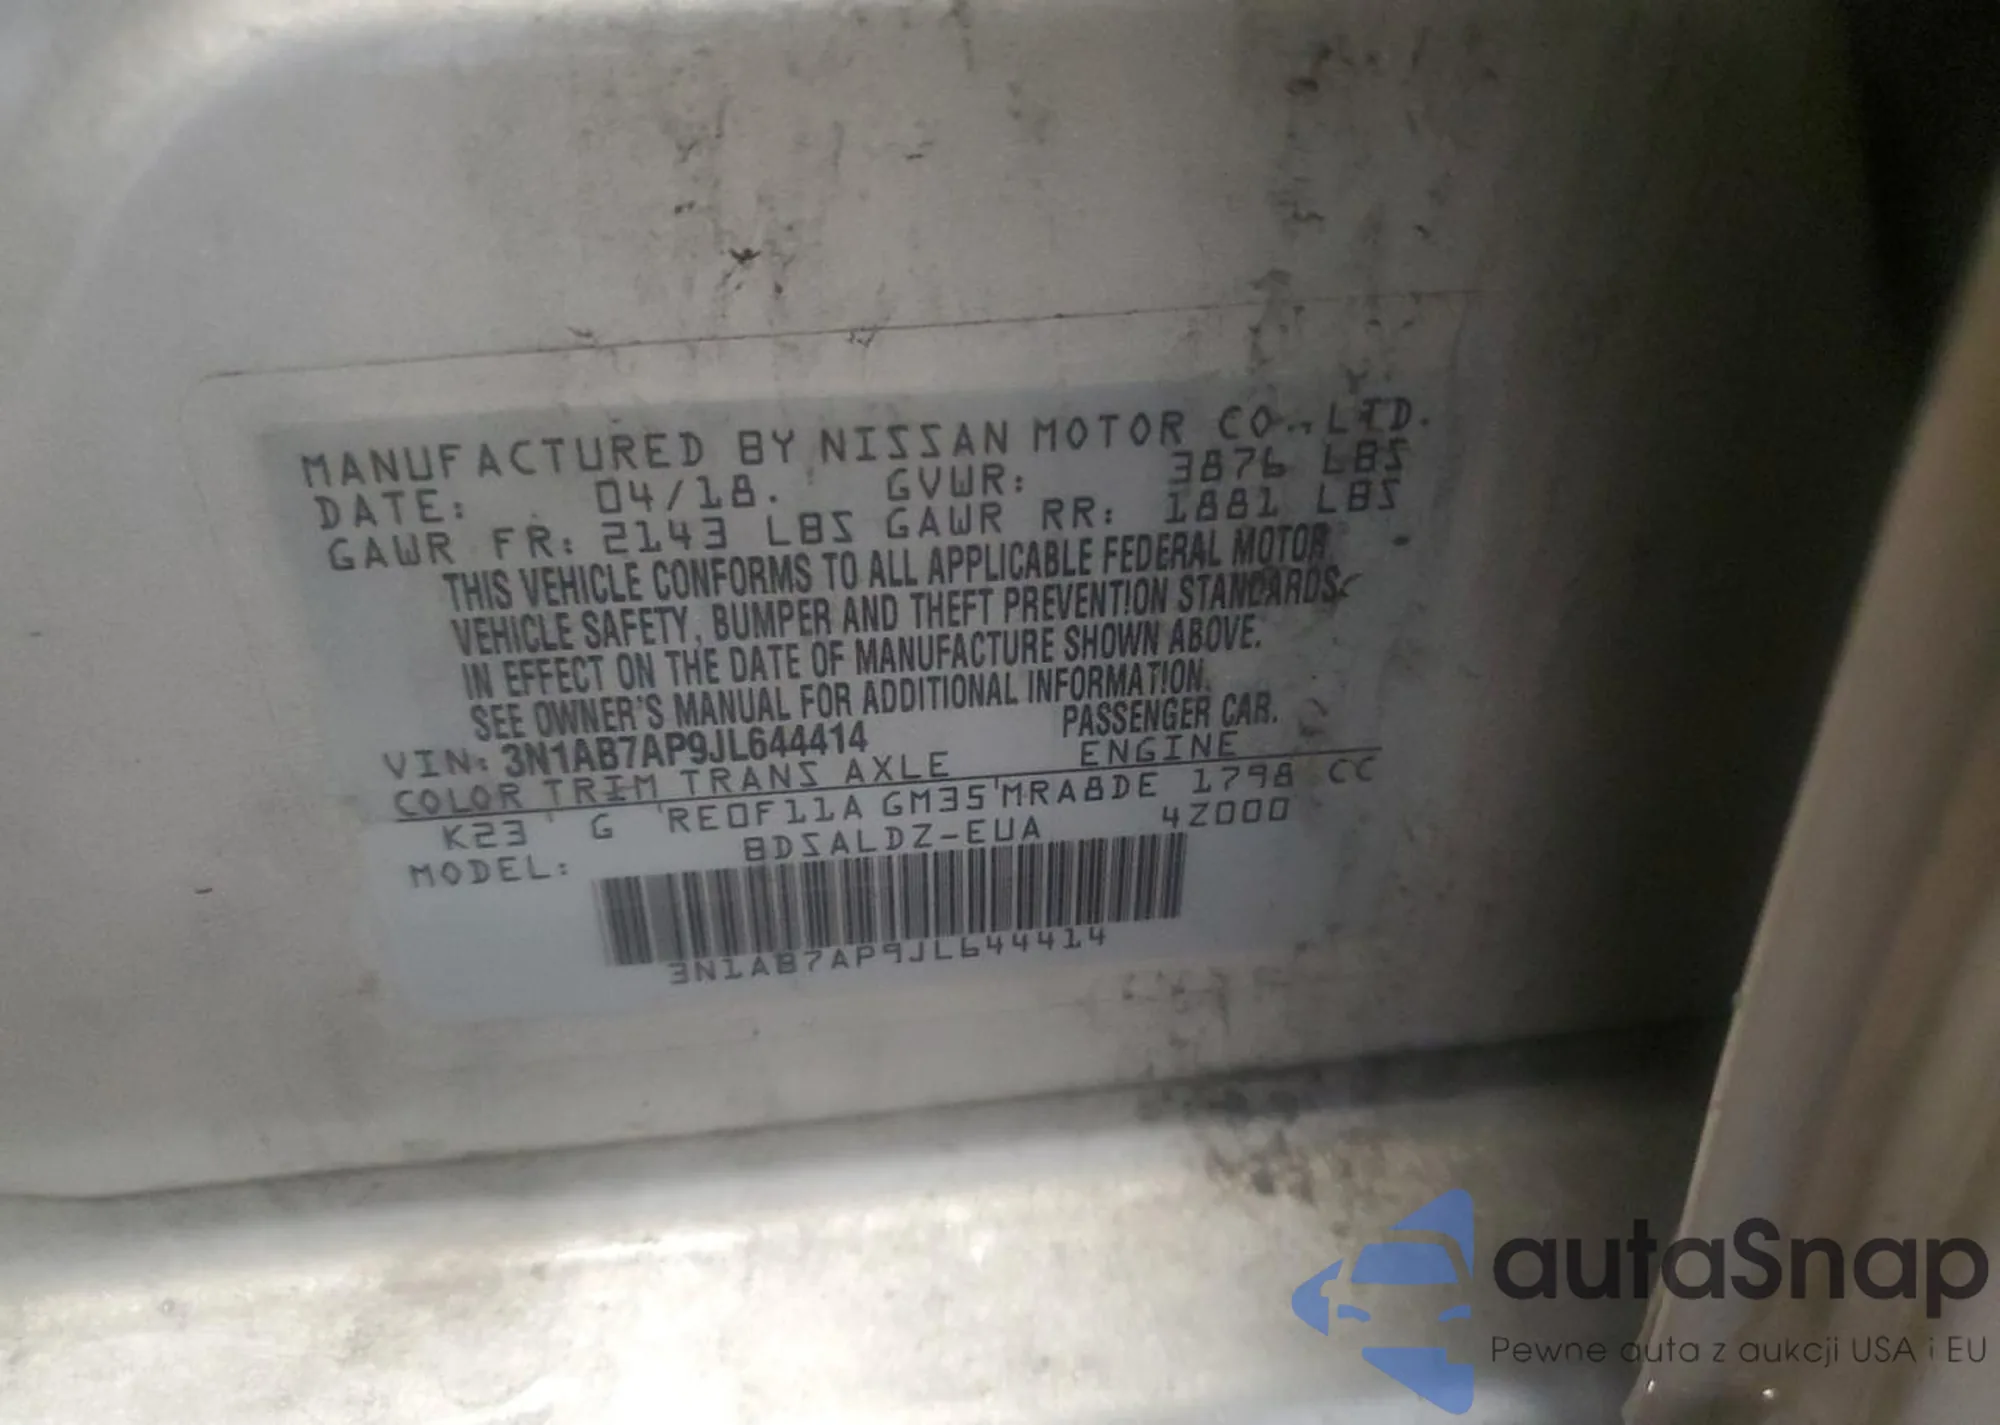 MANUFACTURED BY NISSAN MOTOR CO., LTD.
DATE: 04/18. GVWR: 3876 LBS
GAWR FR: 2143 LBS GAWR RR: 1881 LBS
THIS VEHICLE CONFORMS TO ALL APPLICABLE FEDERAL MOTOR
VEHICLE SAFETY, BUMPER AND THEFT PREVENTION STANDARDS
IN EFFECT ON THE DATE OF MANUFACTURE SHOWN ABOVE.
SEE OWNER'S MANUAL FOR ADDITIONAL INFORMATION.
VIN: 3N1AB7AP9JL644414 PASSENGER CAR.
COLOR TRIM TRANS AXLE ENGINE
K23 G RE0F11A GM35 MRA8DE 1798 CC
MODEL: BDSALDZ-EUA 4Z000
3N1AB7AP9JL644414
autaSnap
Pewne auta z aukcji USA i EU